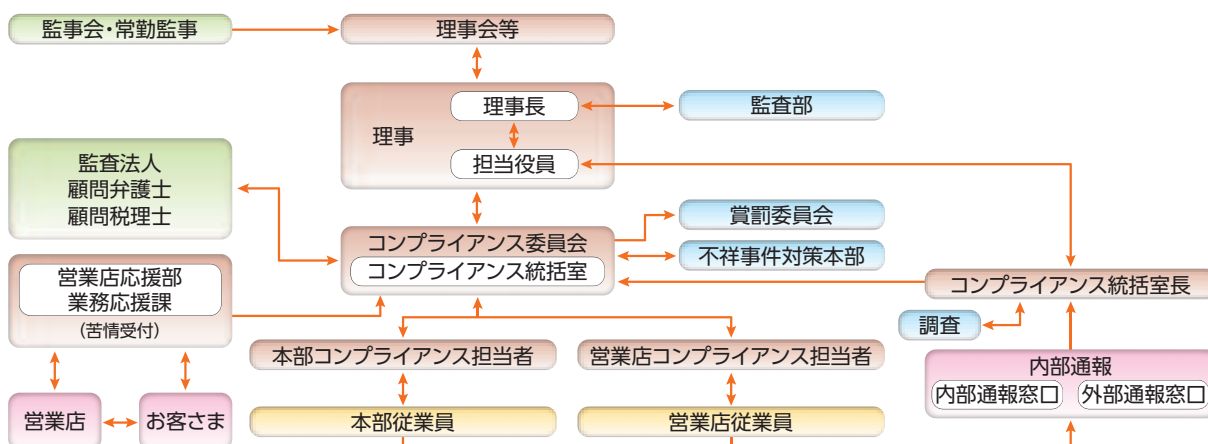 監事会・常勤監事
理事会等
理事
理事長
担当役員
監査部
監査法人
顧問弁護士
顧問税理士
コンプライアンス委員会
コンプライアンス統括室
賞罰委員会
不祥事件対策本部
営業店応援部
業務応援課
(苦情受付)
コンプライアンス統括室長
調査
本部コンプライアンス担当者
営業店コンプライアンス担当者
内部通報
内部通報窓口
外部通報窓口
営業店
お客さま
本部従業員
営業店従業員